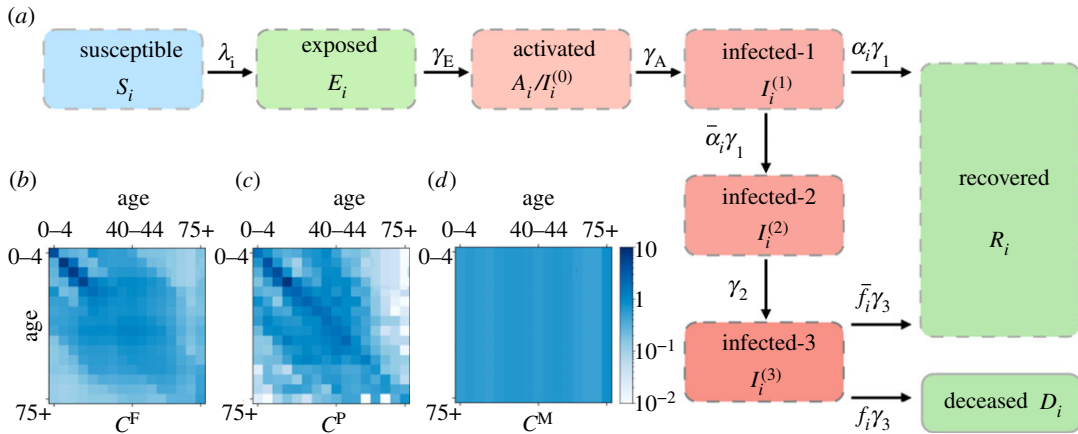 (a)
susceptible
S_i
λ_i
exposed
E_i
γ_E
activated
A_i/I_i^(0)
γ_A
infected-1
I_i^(1)
α_iγ_1
ᾱ_iγ_1
infected-2
I_i^(2)
γ_2
infected-3
I_i^(3)
f̄_iγ_3
f_iγ_3
recovered
R_i
deceased D_i
(b)
age
0–4 40–44 75+
0–4
age
75+
C^F
(c)
age
0–4 40–44 75+
C^P
(d)
age
0–4 40–44 75+
0–4
75+
C^M
10
1
10^-1
10^-2